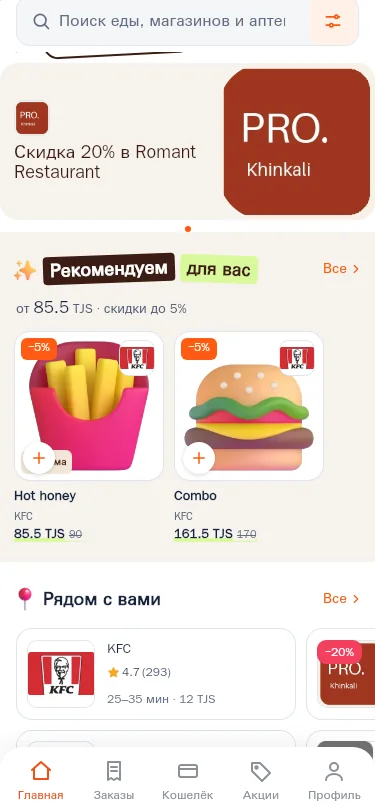 Поиск еды, магазинов и апте
PRO.
Khinkali
Скидка 20% в Romant
Restaurant
PRO.
Khinkali
Рекомендуем для вас
Все
от 85.5 TJS · скидки до 5%
−5%
KFC
ма
Hot honey
KFC
85.5 TJS 90
−5%
KFC
Combo
KFC
161.5 TJS 170
Рядом с вами
Все
KFC
KFC
4.7 (293)
25–35 мин · 12 TJS
−20%
PRO.
Khinkali
Главная
Заказы
Кошелёк
Акции
Профиль